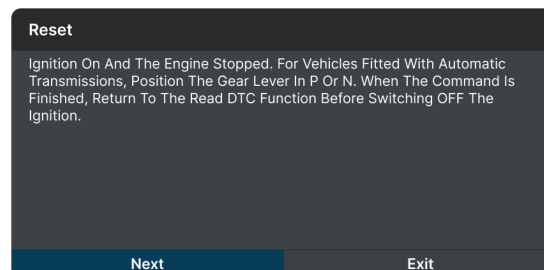 Reset
Ignition On And The Engine Stopped. For Vehicles Fitted With Automatic
Transmissions, Position The Gear Lever In P Or N. When The Command Is
Finished, Return To The Read DTC Function Before Switching OFF The
Ignition.
Next
Exit